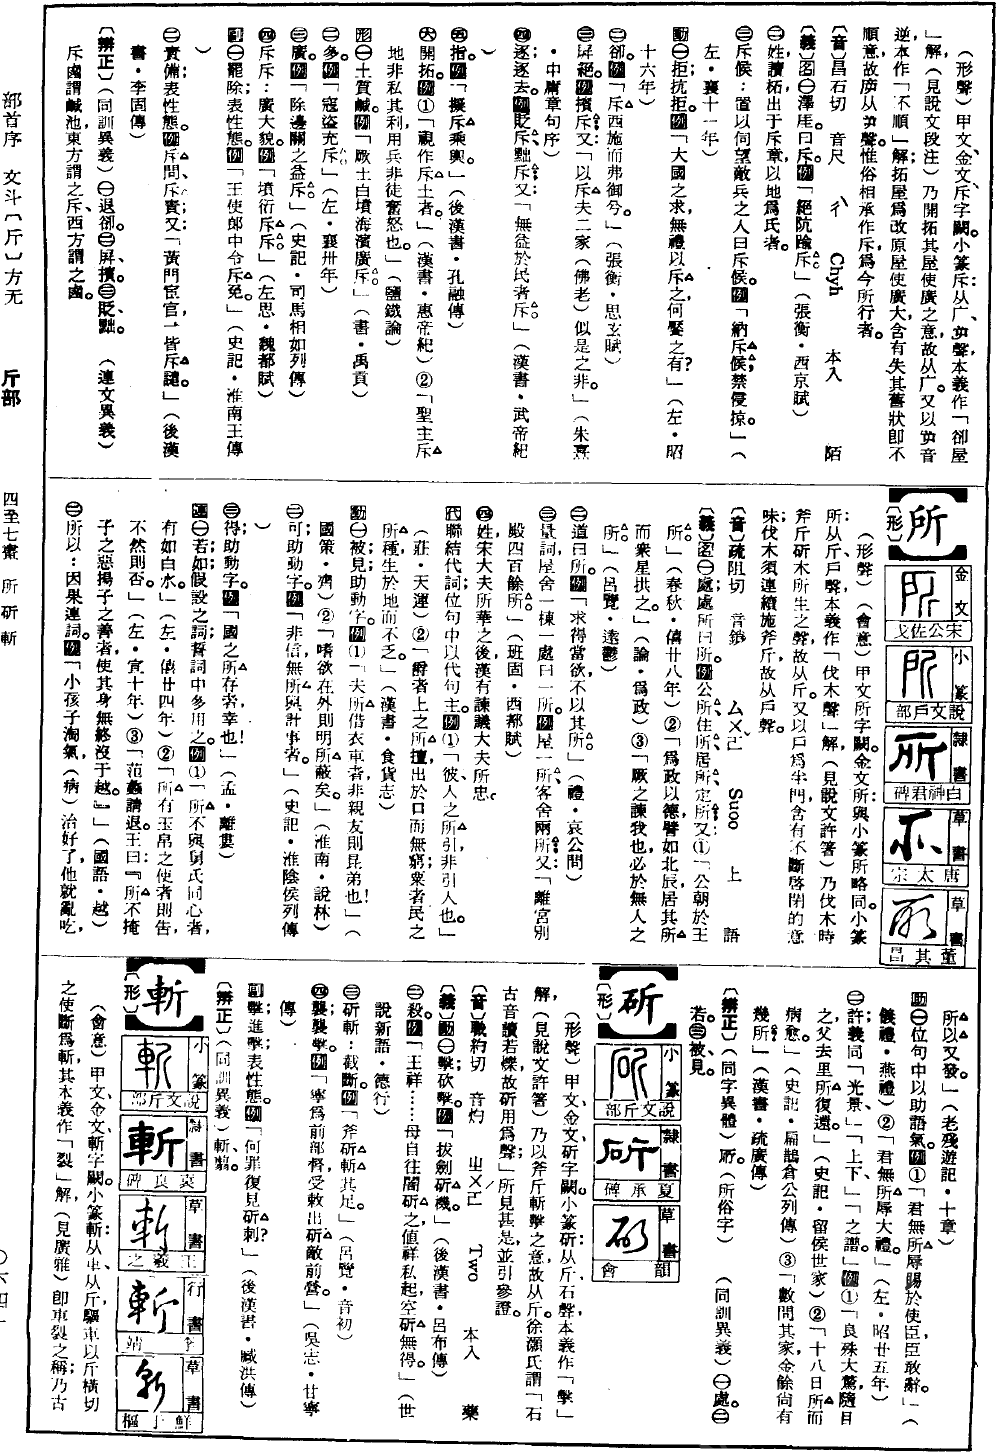 (形聲)甲文、金文、斥字闕。小篆斥：从广，屰聲，本義作「卻屋
」解(見說文段注)乃開拓其屋使廣之意，故从广。又以屰音
逆，本作「不順」解；拓屋爲改原屋使廣大，含有失其舊狀卽不
順意，故㡿从屰聲。惟俗相承作斥，爲今所行者。
〔音〕昌石切 音尺 ㄔˋ Chyh 本入 陌
〔義〕名㊀澤厓曰斥。例「絕阬踰斥。」(張衡・西京賦)
㊁姓，讀柘，出于斥章，以地爲氏者。
㊂斥候：置以伺望敵兵之人曰斥候。例「納斥候，禁侵掠。」(
左・襄十一年)
動㊀拒；抗拒。例「大國之求，無禮以斥之，何饜之有？」(左・昭
十六年)
㊁卻。例「斥西施而弗御兮。」(張衡・思玄賦)
㊂屛絕。例擯斥；又：「以斥夫二家(佛老)似是之非。」(朱熹
・中庸章句序)
㊃逐；逐去。例貶斥、黜斥；又：「無益於民者斥。」(漢書・武帝紀
)
㊄指。例「擬斥乘輿。」(後漢書・孔融傳)
㊅開拓。例①「視作斥土者。」(漢書・惠帝紀)②「聖主斥
地，非私其利，用兵，非徒奮怒也。」(鹽鐵論)
形㊀土質鹹。例「厥土白墳，海濱廣斥。」(書・禹貢)
㊁多。例「寇盜充斥。」(左・襄卅年)
㊂廣。例「除邊關之益斥。」(史記・司馬相如列傳)
㊃斥斥：廣大貌。例「墳衍斥斥。」(左思・魏都賦)
副㊀罷除，表性態。例「王使郎中令斥免。」(史記・淮南王傳
)
㊁實備；表性態。例斥問、斥實；又：「黃門宦官，一皆斥譴。」(後漢
書・李固傳)
〔辨正〕(同訓異義)㊀退、卻。㊁屛、擯。㊂貶、黜。 (連文異義)
斥鹵，謂鹹池，東方謂之斥，西方謂之鹵。
所
〔形〕
金文 宋公佐戈
小篆 說文戶部
隸書 白神君碑
草書 唐太宗
草書 董其昌
(形聲)(會意)甲文所字闕。金文所：與小篆所略同。小篆
所从斤，戶聲，本義作「伐木聲」解(見說文許箸)，乃伐木時
斧斤斫木所生之聲，故从斤。又以戶爲半門，含有不斷啓閉的意
味，伐木須連續施斧斤，故从戶聲。
〔音〕疏阻切 音鎖 ㄙㄨㄛˇ Suoo 上 語
〔義〕名㊀處；處所曰所。例公所、住所、居所、定所；又：①「公朝於王
所。」(春秋・僖廿八年)②「爲政以德，譬如北辰，居其所
而衆星拱之。」(論・爲政)③「厥之諫我也，必於無人之
所。」(呂覽・達鬱)
㊁道曰所。例「求得當欲，不以其所。」(禮・哀公問)
㊂量詞，屋舍一棟一處曰一所。例屋一所、客舍兩所；又：「離宮別
殿，四百餘所。」(班固・西都賦)
㊃姓，宋大夫所華之後，漢有諫議大夫所忠。
代聯結代詞，位句中以代句主。例①「彼，人之所引，非引人也。」
(莊・天運)②「爵者上之所擅，出於口而無窮；粟者民之
所種，生於地而不乏。」(漢書・食貨志)
動㊀被；見；助動字。例①「夫所借衣車者，非親友，則昆弟也！」(
國策・齊)②「嗜欲在外，則明所蔽矣。」(淮南・說林)
㊁可；助動字。例「非信無所與計事者。」(史記・淮陰侯列傳
)
㊂得；助動字。例「國之所存者幸也！」(孟・離婁)
連㊀若；如；假設之詞；誓詞中多用之。例①「所不與舅氏同心者，
有如白水。」(左・僖廿四年)②「所有玉帛之使者則告，
不然則否。」(左・宣十年)③「范蠡請退，王曰：『所不掩
子之惡，揚子之善者，使其身無終沒于越。』」(國語・越)
㊁所以：因果連詞。例「小孩子淘氣，(病)治好了，他就亂吃，
所以又發。」(老殘遊記・十章)
助㊀位句中以助語氣。例①「君無所辱賜於使臣，臣敢辭。」(
儀禮・燕禮)②「君無所辱大禮。」(左・昭廿五年)
㊁許；義同「光景」、「上下」、「之譜」。例①「良殊大驚，隨目
之，父去里所復還。」(史記・留侯世家)②「十八日所而
病愈。」(史記・扁鵲倉公列傳)③「數問其家金餘尚有
幾所。」(漢書・疏廣傳)
〔辨正〕(同字異體)𠩄(所俗字) (同訓異義)㊀處。㊁
若。㊂被、見。
斫
〔形〕
小篆 說文斤部
隸書 夏承碑
草書 韻會
(形聲)甲文、金文、斫字闕。小篆斫：从斤，石聲，本義作「擊」
解(見說文許箸)乃以斧斤斬擊之意，故从斤。徐灝氏謂「石
古音讀若爍，故斫用爲聲」所見甚是，並引參證。
〔音〕職約切 音灼 ㄓㄨㄛˊ Jwo 本入 藥
〔義〕動㊀擊；砍擊。例「拔劍斫機。」(後漢書・呂布傳)
㊁殺。例「王祥……母自往闇斫之，值祥私起，空斫無得。」(世
說新語・德行)
㊂斫斬：截斷。例「斧斫斬其足。」(呂覽・音初)
㊃襲；襲擊。例「寧爲前部督，受敕出斫敵前營。」(吳志・甘寧
傳)
副擊進；擊；表性態。例「何罪復見斫刺？」(後漢書・臧洪傳)
〔辨正〕(同訓異義)斬、翦。
斬
〔形〕
小篆 說文斤部
隸書 袁良碑
草書 王羲之
行書 靖
草書 鮮于樞
(會意)甲文、金文、斬字闕。小篆斬：从車从斤，驅車以斤橫切
之使斷爲斬，其本義作「裂」解，(見廣雅)卽車裂之稱；乃古
部首序 文斗〔斤〕方无 斤部 四至七畫 所 斫 斬 〇六四一